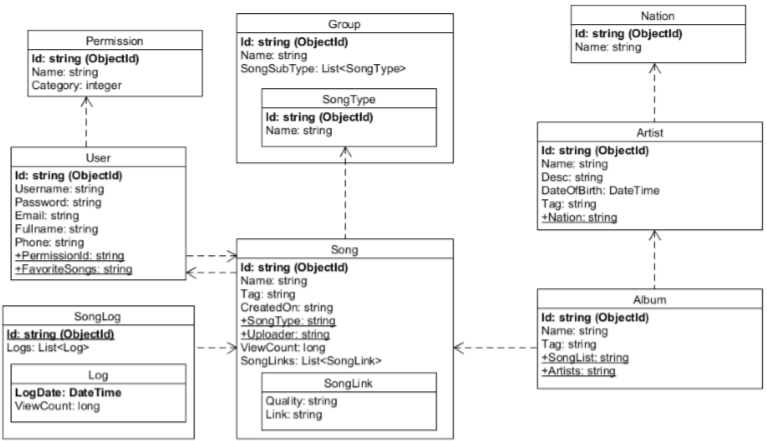 Permission
Id: string (ObjectId)
Name: string
Category: integer
Group
Id: string (ObjectId)
Name: string
SongSubType: List<SongType>
SongType
Id: string (ObjectId)
Name: string
Nation
Id: string (ObjectId)
Name: string
User
Id: string (ObjectId)
Username: string
Password: string
Email: string
Fullname: string
Phone: string
+PermissionId: string
+FavoriteSongs: string
Artist
Id: string (ObjectId)
Name: string
Desc: string
DateOfBirth: DateTime
Tag: string
+Nation: string
Song
Id: string (ObjectId)
Name: string
Tag: string
CreatedOn: string
+SongType: string
+Uploader: string
ViewCount: long
SongLinks: List<SongLink>
SongLink
Quality: string
Link: string
SongLog
Id: string (ObjectId)
Logs: List<Log>
Log
LogDate: DateTime
ViewCount: long
Album
Id: string (ObjectId)
Name: string
Tag: string
+SongList: string
+Artists: string